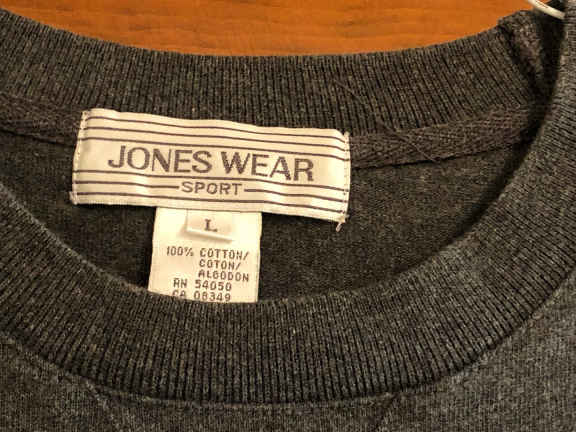 JONES WEAR
SPORT
L
100% COTTON/
COTON/
ALGODON
RN 54050
CA 08349